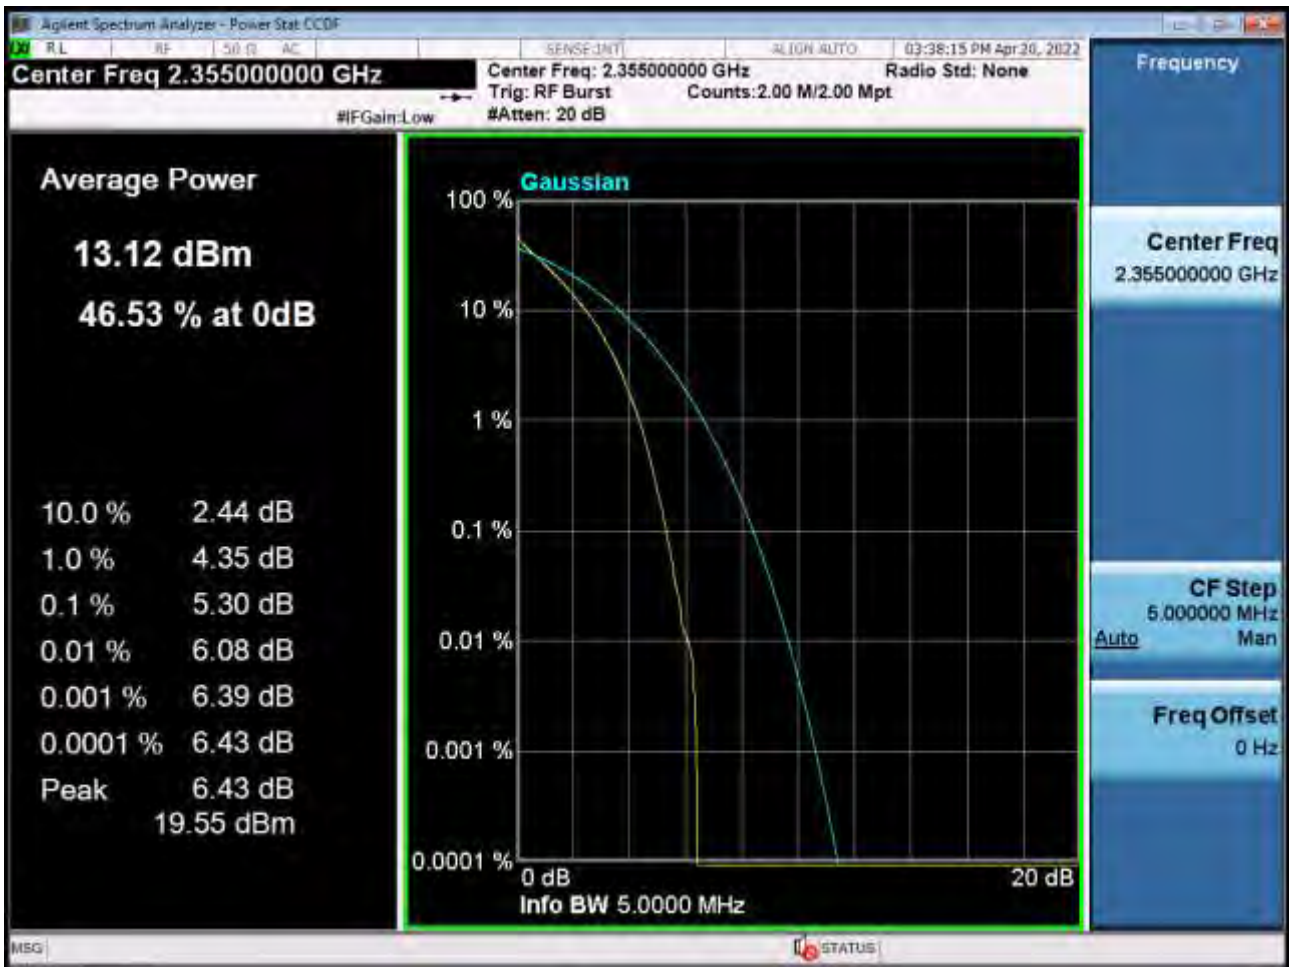 Agilent Spectrum Analyzer - Power Stat CCDF
RL RF 50 Ω AC SENSE:INT ALIGN AUTO 03:38:15 PM Apr 20, 2022
Center Freq 2.355000000 GHz
Center Freq: 2.355000000 GHz Radio Std: None
Trig: RF Burst Counts:2.00 M/2.00 Mpt
#IFGain:Low #Atten: 20 dB
Average Power
13.12 dBm
46.53 % at 0dB
10.0 % 2.44 dB
1.0 % 4.35 dB
0.1 % 5.30 dB
0.01 % 6.08 dB
0.001 % 6.39 dB
0.0001 % 6.43 dB
Peak 6.43 dB
19.55 dBm
Gaussian
100 %
10 %
1 %
0.1 %
0.01 %
0.001 %
0.0001 %
0 dB 20 dB
Info BW 5.0000 MHz
Frequency
Center Freq
2.355000000 GHz
CF Step
5.000000 MHz
Auto Man
Freq Offset
0 Hz
MSG STATUS